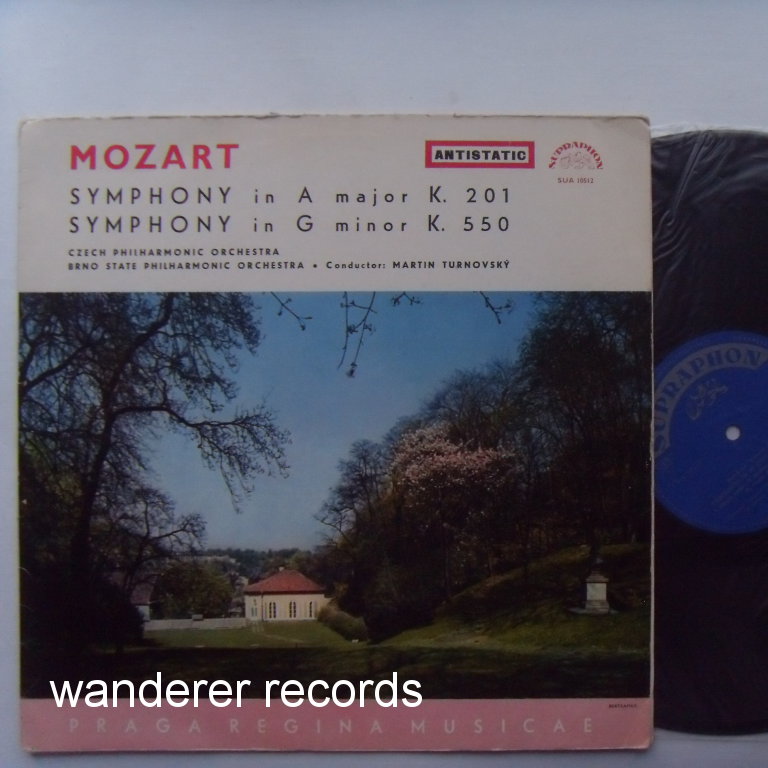 MOZART
ANTISTATIC
SUPRAPHON
SUA 10512
SYMPHONY in A major K. 201
SYMPHONY in G minor K. 550
CZECH PHILHARMONIC ORCHESTRA
BRNO STATE PHILHARMONIC ORCHESTRA • Conductor: MARTIN TURNOVSKÝ
SUPRAPHON
wanderer records
PRAGA REGINA MUSICAE